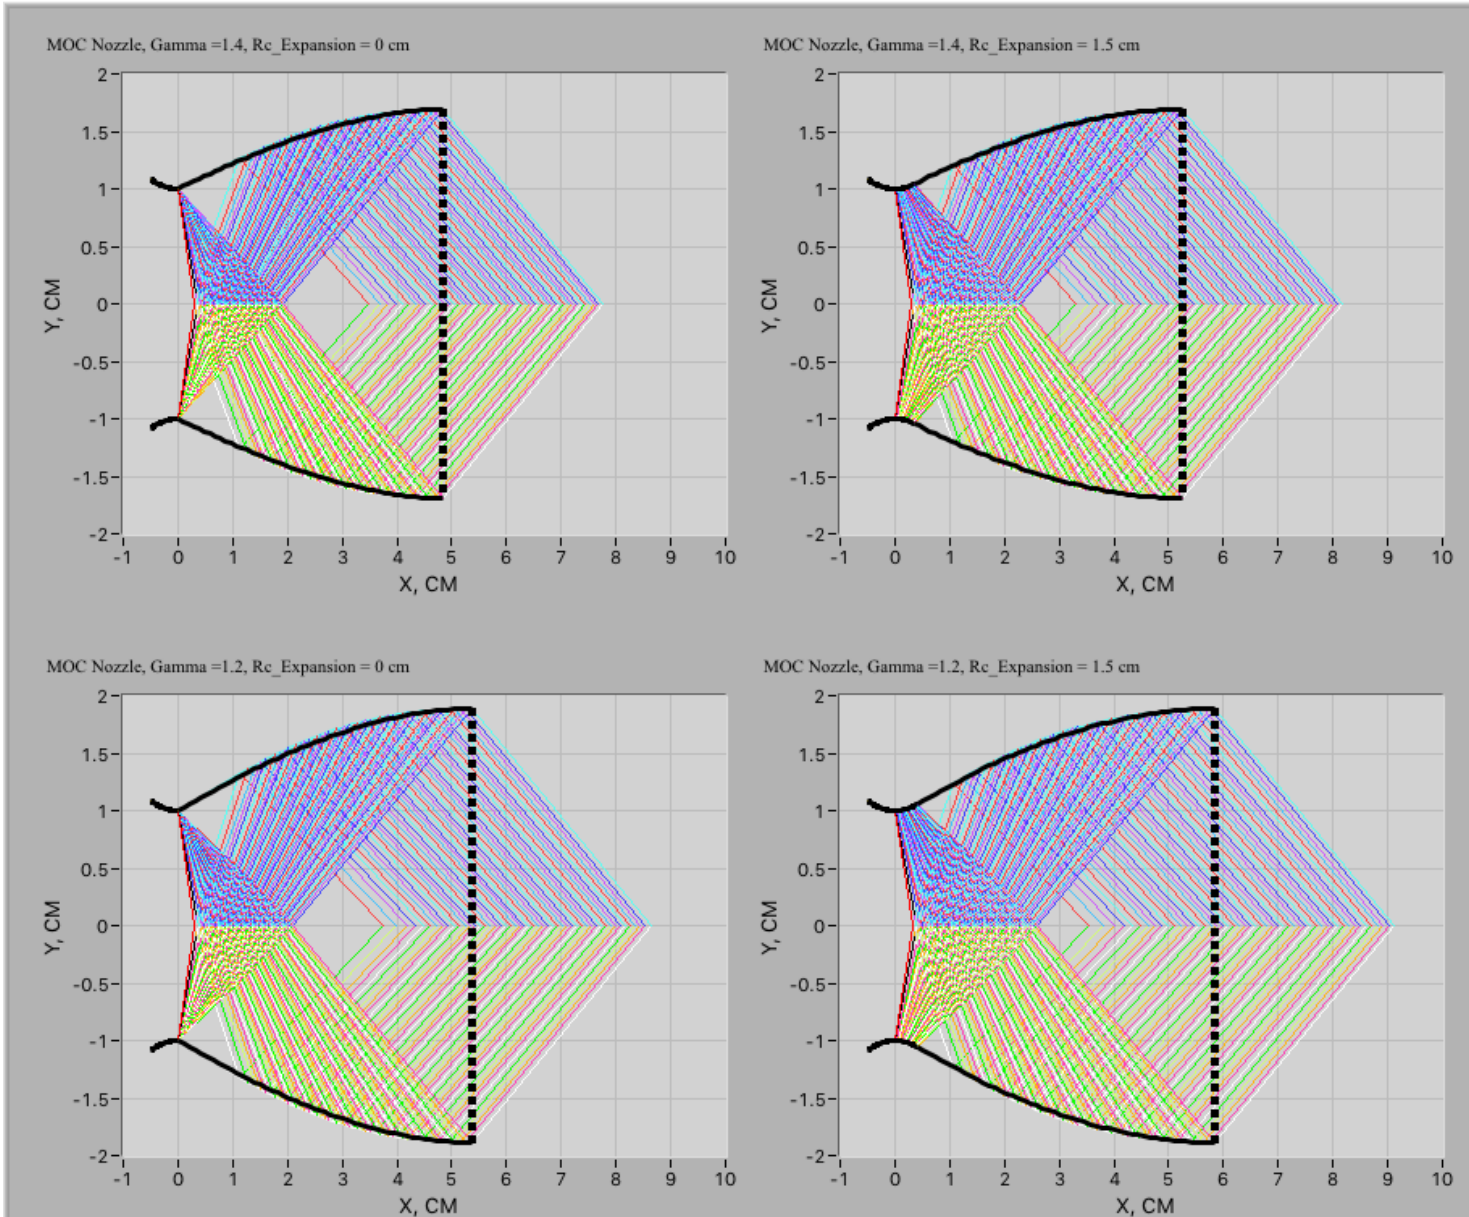 MOC Nozzle, Gamma =1.4, Rc_Expansion = 0 cm
2
1.5
1
0.5
0
-0.5
-1
-1.5
-2
Y, CM
-1 0 1 2 3 4 5 6 7 8 9 10
X, CM
MOC Nozzle, Gamma =1.4, Rc_Expansion = 1.5 cm
2
1.5
1
0.5
0
-0.5
-1
-1.5
-2
Y, CM
-1 0 1 2 3 4 5 6 7 8 9 10
X, CM
MOC Nozzle, Gamma =1.2, Rc_Expansion = 0 cm
2
1.5
1
0.5
0
-0.5
-1
-1.5
-2
Y, CM
-1 0 1 2 3 4 5 6 7 8 9 10
X, CM
MOC Nozzle, Gamma =1.2, Rc_Expansion = 1.5 cm
2
1.5
1
0.5
0
-0.5
-1
-1.5
-2
Y, CM
-1 0 1 2 3 4 5 6 7 8 9 10
X, CM